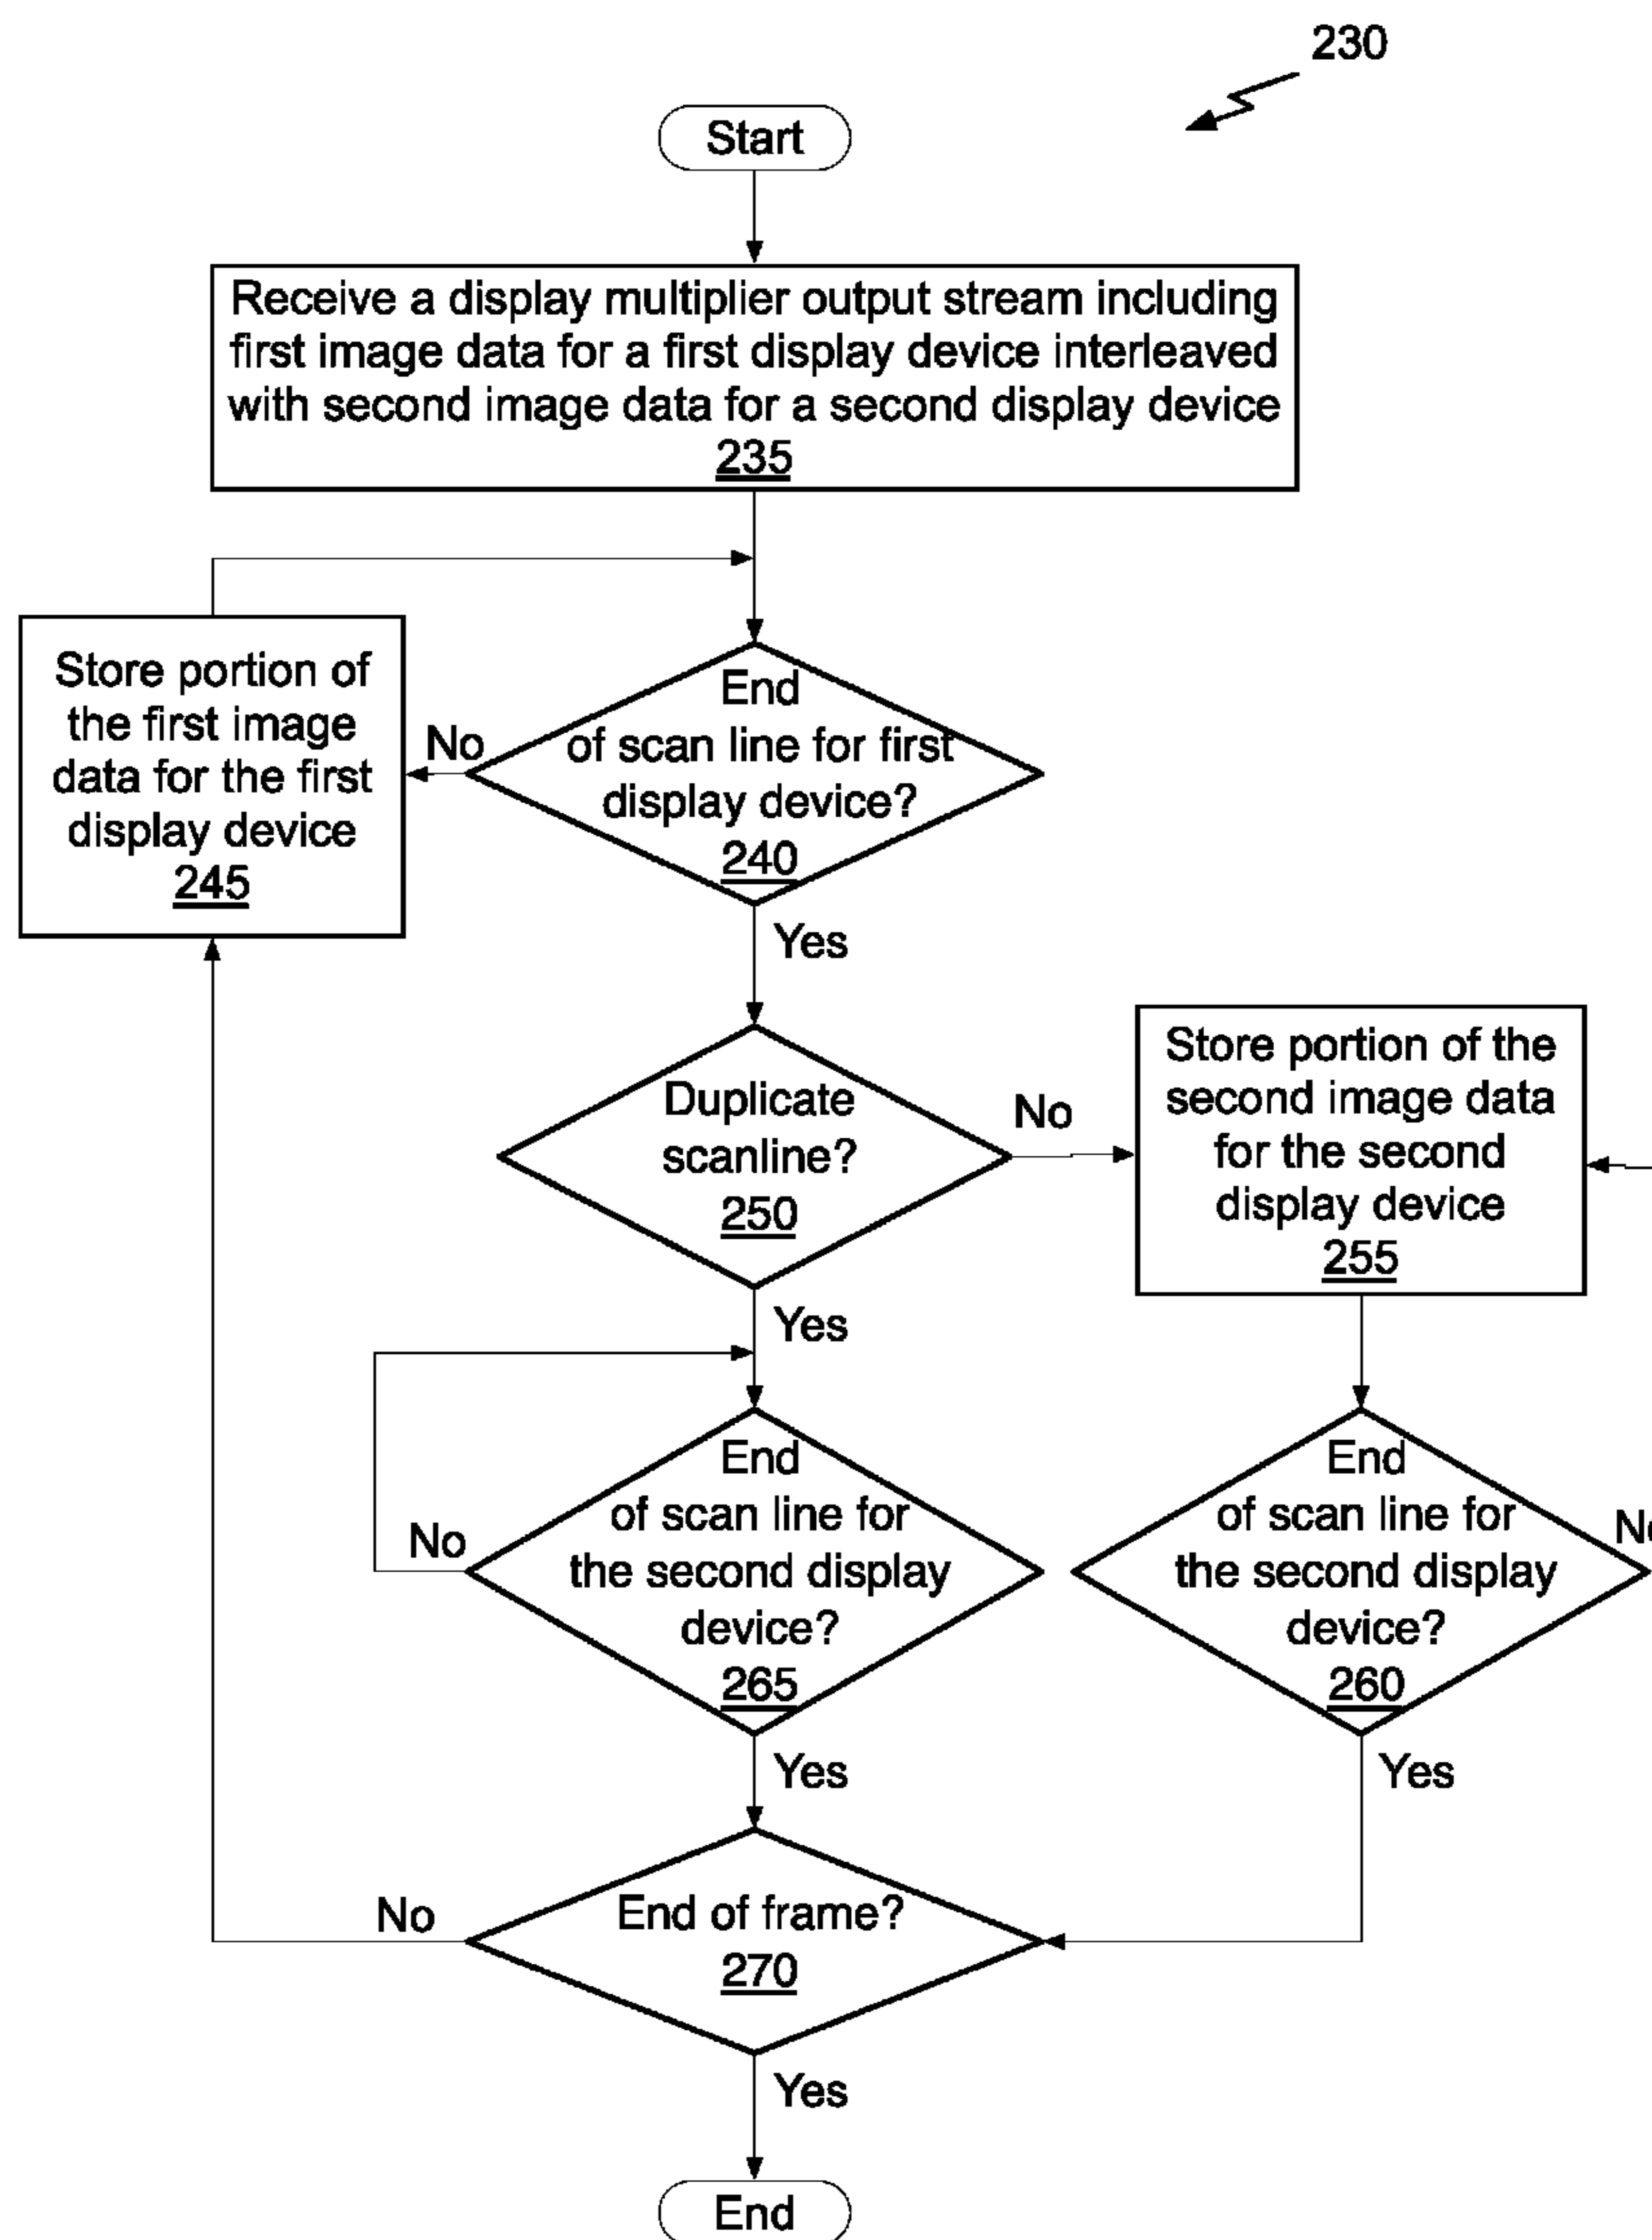 230
Start
Receive a display multiplier output stream including
first image data for a first display device interleaved
with second image data for a second display device
235
Store portion of
the first image
data for the first
display device
245
No
End
of scan line for first
display device?
240
Yes
Duplicate
scanline?
250
No
Store portion of the
second image data
for the second
display device
255
Yes
End
of scan line for
the second display
device?
265
No
End
of scan line for
the second display
device?
260
Yes
Yes
No
End of frame?
270
Yes
End